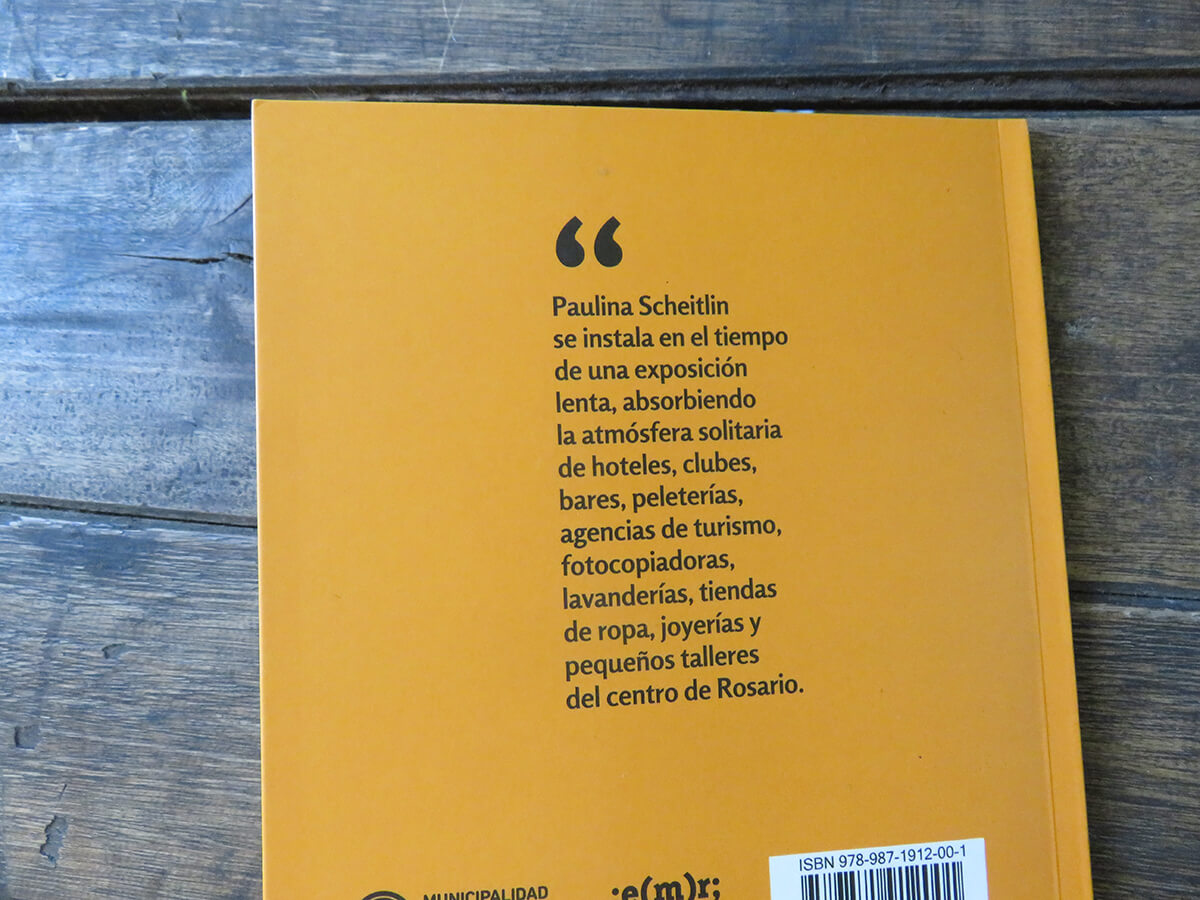 “
Paulina Scheitlin
se instala en el tiempo
de una exposición
lenta, absorbiendo
la atmósfera solitaria
de hoteles, clubes,
bares, peleterías,
agencias de turismo,
fotocopiadoras,
lavanderías, tiendas
de ropa, joyerías y
pequeños talleres
del centro de Rosario.
ISBN 978-987-1912-00-1
MUNICIPALIDAD
;e(m)r;